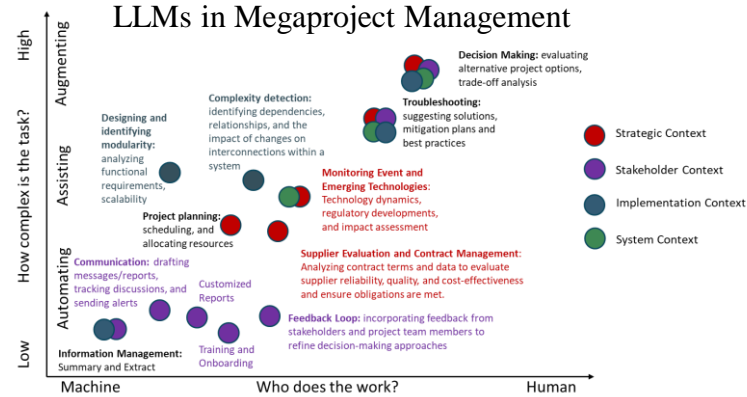 LLMs in Megaproject Management
High
Low
How complex is the task?
Augmenting
Assisting
Automating
Decision Making: evaluating
alternative project options,
trade-off analysis
Troubleshooting:
suggesting solutions,
mitigation plans and
best practices
Complexity detection:
identifying dependencies,
relationships, and the
impact of changes on
interconnections within a
system
Designing and
identifying
modularity:
analyzing
functional
requirements,
scalability
Monitoring Event and
Emerging Technologies:
Technology dynamics,
regulatory developments,
and impact assessment
Project planning:
scheduling, and
allocating resources
Supplier Evaluation and Contract Management:
Analyzing contract terms and data to evaluate
supplier reliability, quality, and cost-effectiveness
and ensure obligations are met.
Communication: drafting
messages/reports,
tracking discussions, and
sending alerts
Customized
Reports
Feedback Loop: incorporating feedback from
stakeholders and project team members to
refine decision-making approaches
Training and
Onboarding
Information Management:
Summary and Extract
Strategic Context
Stakeholder Context
Implementation Context
System Context
Machine
Who does the work?
Human